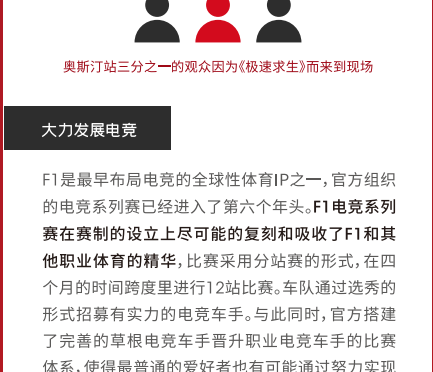 奥斯汀站三分之一的观众因为《极速求生》而来到现场
大力发展电竞
F1是最早布局电竞的全球性体育IP之一，官方组织
的电竞系列赛已经进入了第六个年头。F1电竞系列
赛在赛制的设立上尽可能的复刻和吸收了F1和其
他职业体育的精华，比赛采用分站赛的形式，在四
个月的时间跨度里进行12站比赛。车队通过选秀的
形式招募有实力的电竞车手。与此同时，官方搭建
了完善的草根电竞车手晋升职业电竞车手的比赛
体系，使得最普通的爱好者也有可能通过努力实现